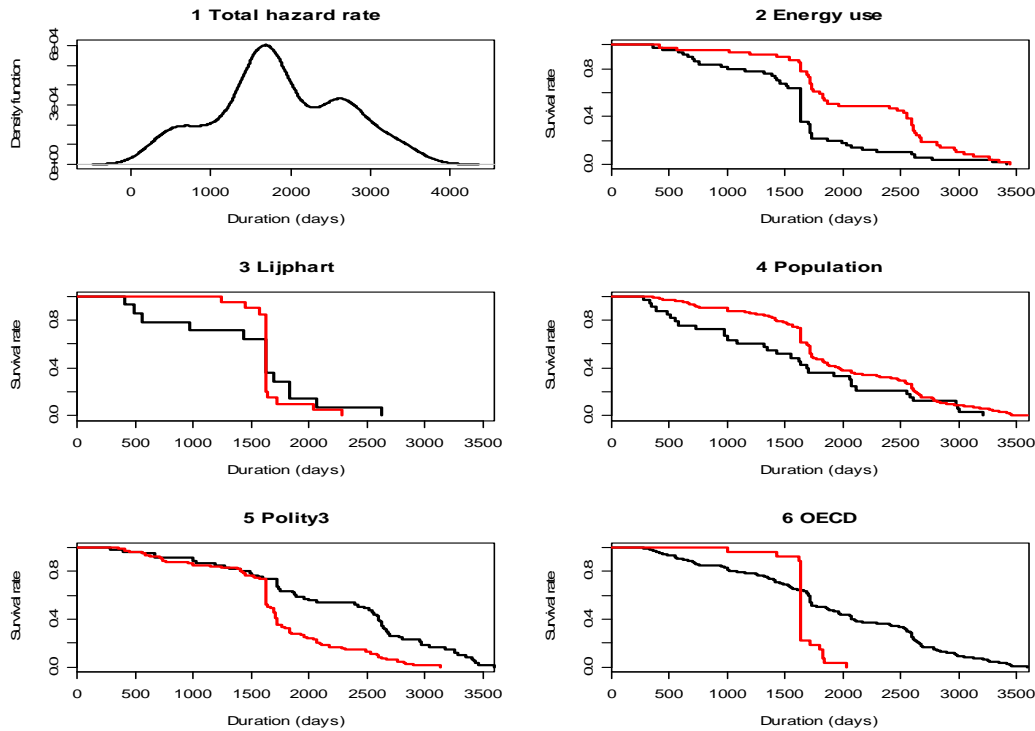 1 Total hazard rate
Density function
0e+00 3e-04 6e-04
0 1000 2000 3000 4000
Duration (days)
2 Energy use
Survival rate
0.0 0.4 0.8
0 500 1000 1500 2000 2500 3000 3500
Duration (days)
3 Lijphart
Survival rate
0.0 0.4 0.8
0 500 1000 1500 2000 2500 3000 3500
Duration (days)
4 Population
Survival rate
0.0 0.4 0.8
0 500 1000 1500 2000 2500 3000 3500
Duration (days)
5 Polity3
Survival rate
0.0 0.4 0.8
0 500 1000 1500 2000 2500 3000 3500
Duration (days)
6 OECD
Survival rate
0.0 0.4 0.8
0 500 1000 1500 2000 2500 3000 3500
Duration (days)